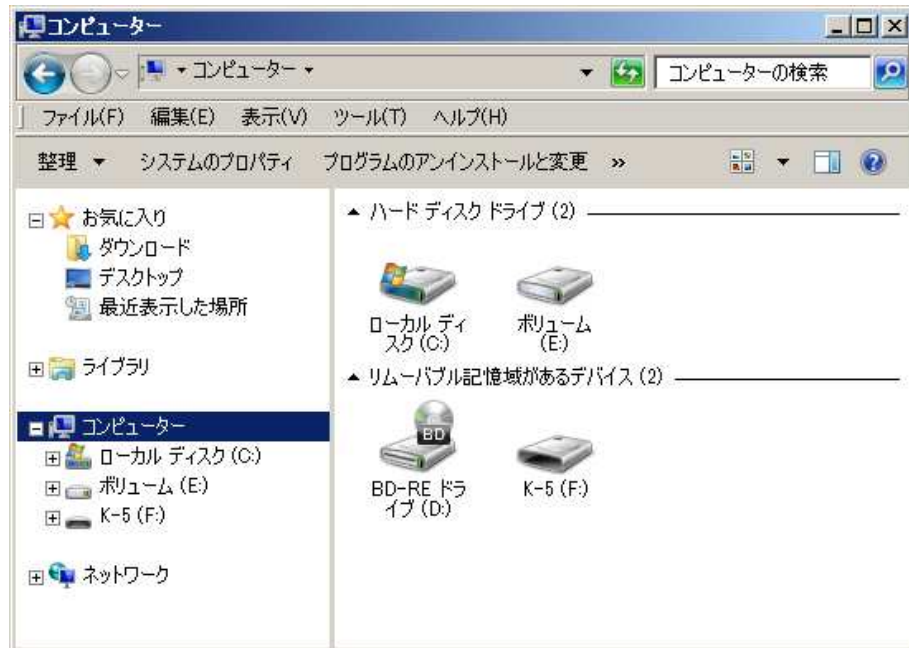 コンピューター
コンピューター
コンピューターの検索
ファイル(F) 編集(E) 表示(V) ツール(T) ヘルプ(H)
整理 システムのプロパティ プログラムのアンインストールと変更 »
お気に入り
ダウンロード
デスクトップ
最近表示した場所
ライブラリ
コンピューター
ローカル ディスク (C:)
ボリューム (E:)
K-5 (F:)
ネットワーク
ハード ディスク ドライブ (2)
ローカル ディ
スク (C:)
ボリューム
(E:)
リムーバブル記憶域があるデバイス (2)
BD
BD-RE ドラ
イブ (D:)
K-5 (F:)